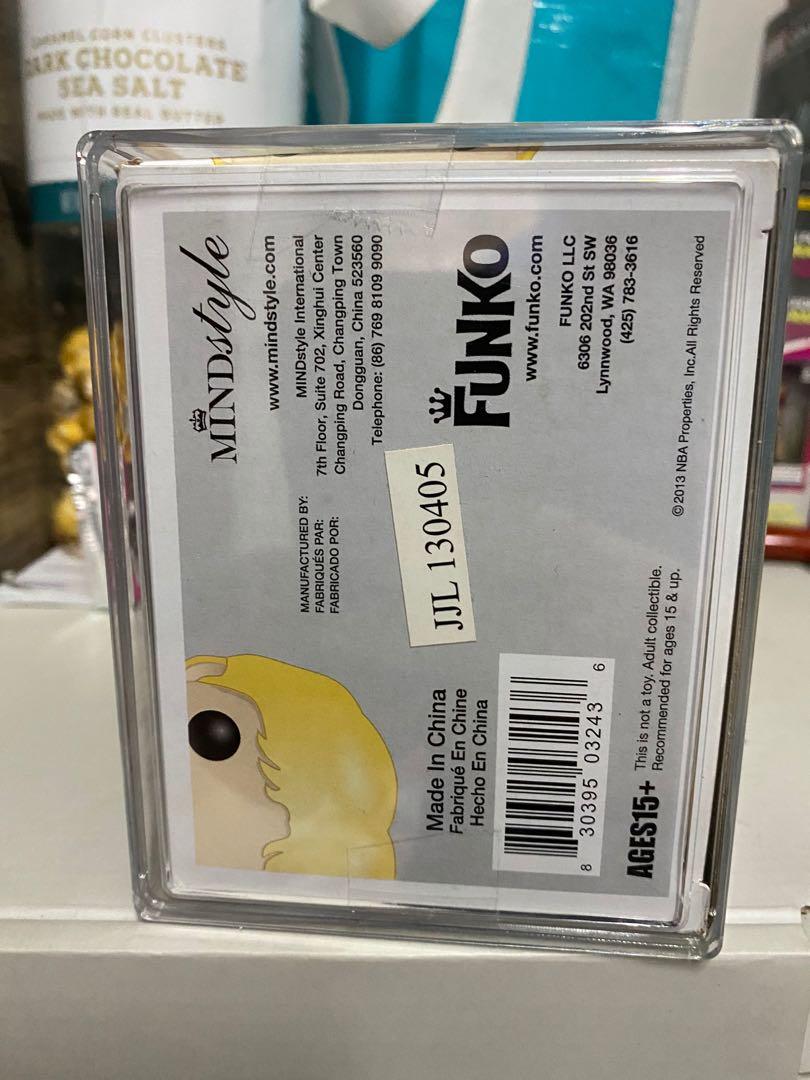 DARK CHOCOLATE
SEA SALT
MINDstyle
www.mindstyle.com
MANUFACTURED BY:
FABRIQUÉS PAR:
FABRICADO POR:
MINDstyle International
7th Floor, Suite 702, Xinghui Center
Changping Road, Changping Town
Dongguan, China 523560
Telephone: (86) 769 8109 9090
JJL 130405
FUNKO
www.funko.com
FUNKO LLC
6306 202nd St SW
Lynnwood, WA 98036
(425) 783-3616
Made In China
Fabriqué En Chine
Hecho En China
8 30395 03243 6
AGES15+
This is not a toy. Adult collectible.
Recommended for ages 15 & up.
©2013 NBA Properties, Inc.All Rights Reserved